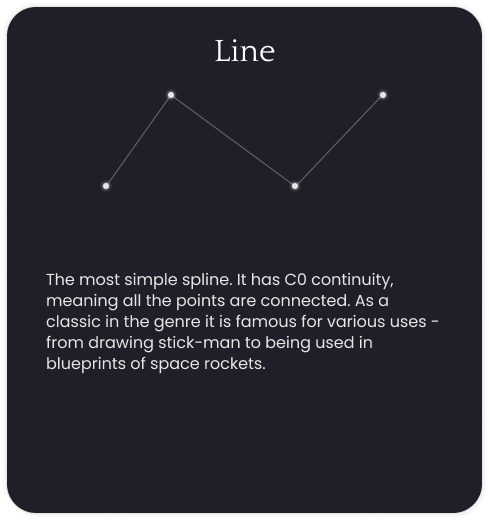 Line
The most simple spline. It has C0 continuity,
meaning all the points are connected. As a
classic in the genre it is famous for various uses -
from drawing stick-man to being used in
blueprints of space rockets.